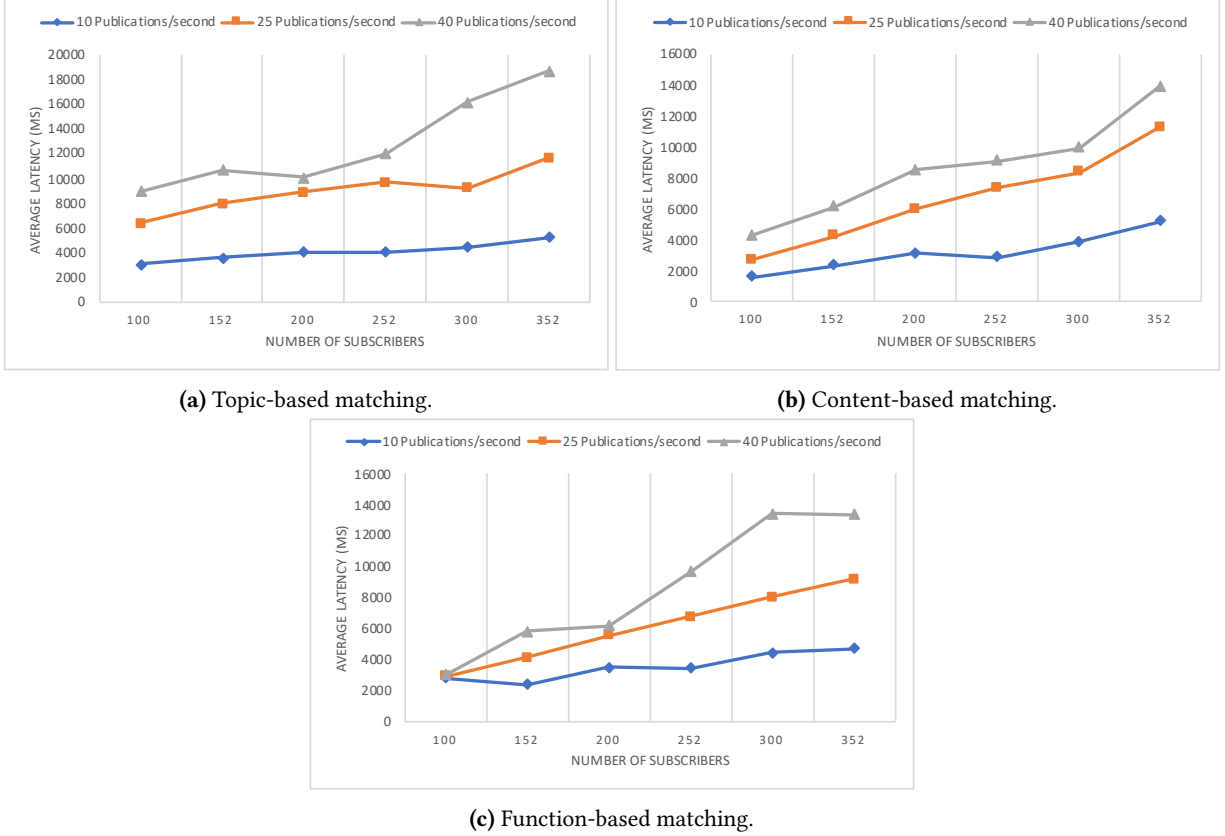 10 Publications/second 25 Publications/second 40 Publications/second
AVERAGE LATENCY (MS)
20000
18000
16000
14000
12000
10000
8000
6000
4000
2000
0
100 152 200 252 300 352
NUMBER OF SUBSCRIBERS
(a) Topic-based matching.
10 Publications/second 25 Publications/second 40 Publications/second
AVERAGE LATENCY (MS)
16000
14000
12000
10000
8000
6000
4000
2000
0
100 152 200 252 300 352
NUMBER OF SUBSCRIBERS
(b) Content-based matching.
10 Publications/second 25 Publications/second 40 Publications/second
AVERAGE LATENCY (MS)
16000
14000
12000
10000
8000
6000
4000
2000
0
100 152 200 252 300 352
NUMBER OF SUBSCRIBERS
(c) Function-based matching.